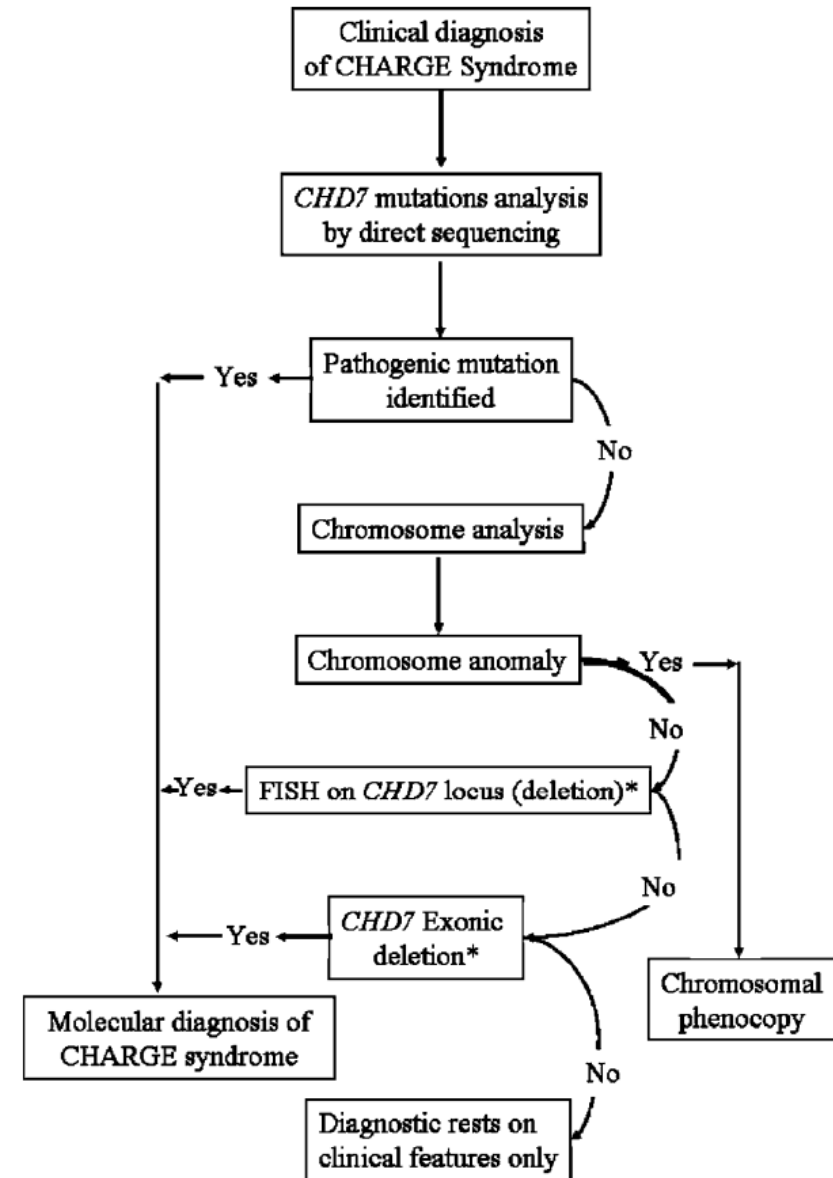 Clinical diagnosis
of CHARGE Syndrome
CHD7 mutations analysis
by direct sequencing
Pathogenic mutation
identified
Yes
No
Chromosome analysis
Chromosome anomaly
Yes
No
FISH on CHD7 locus (deletion)*
Yes
No
CHD7 Exonic
deletion*
Yes
Chromosomal
phenocopy
Molecular diagnosis of
CHARGE syndrome
No
Diagnostic rests on
clinical features only